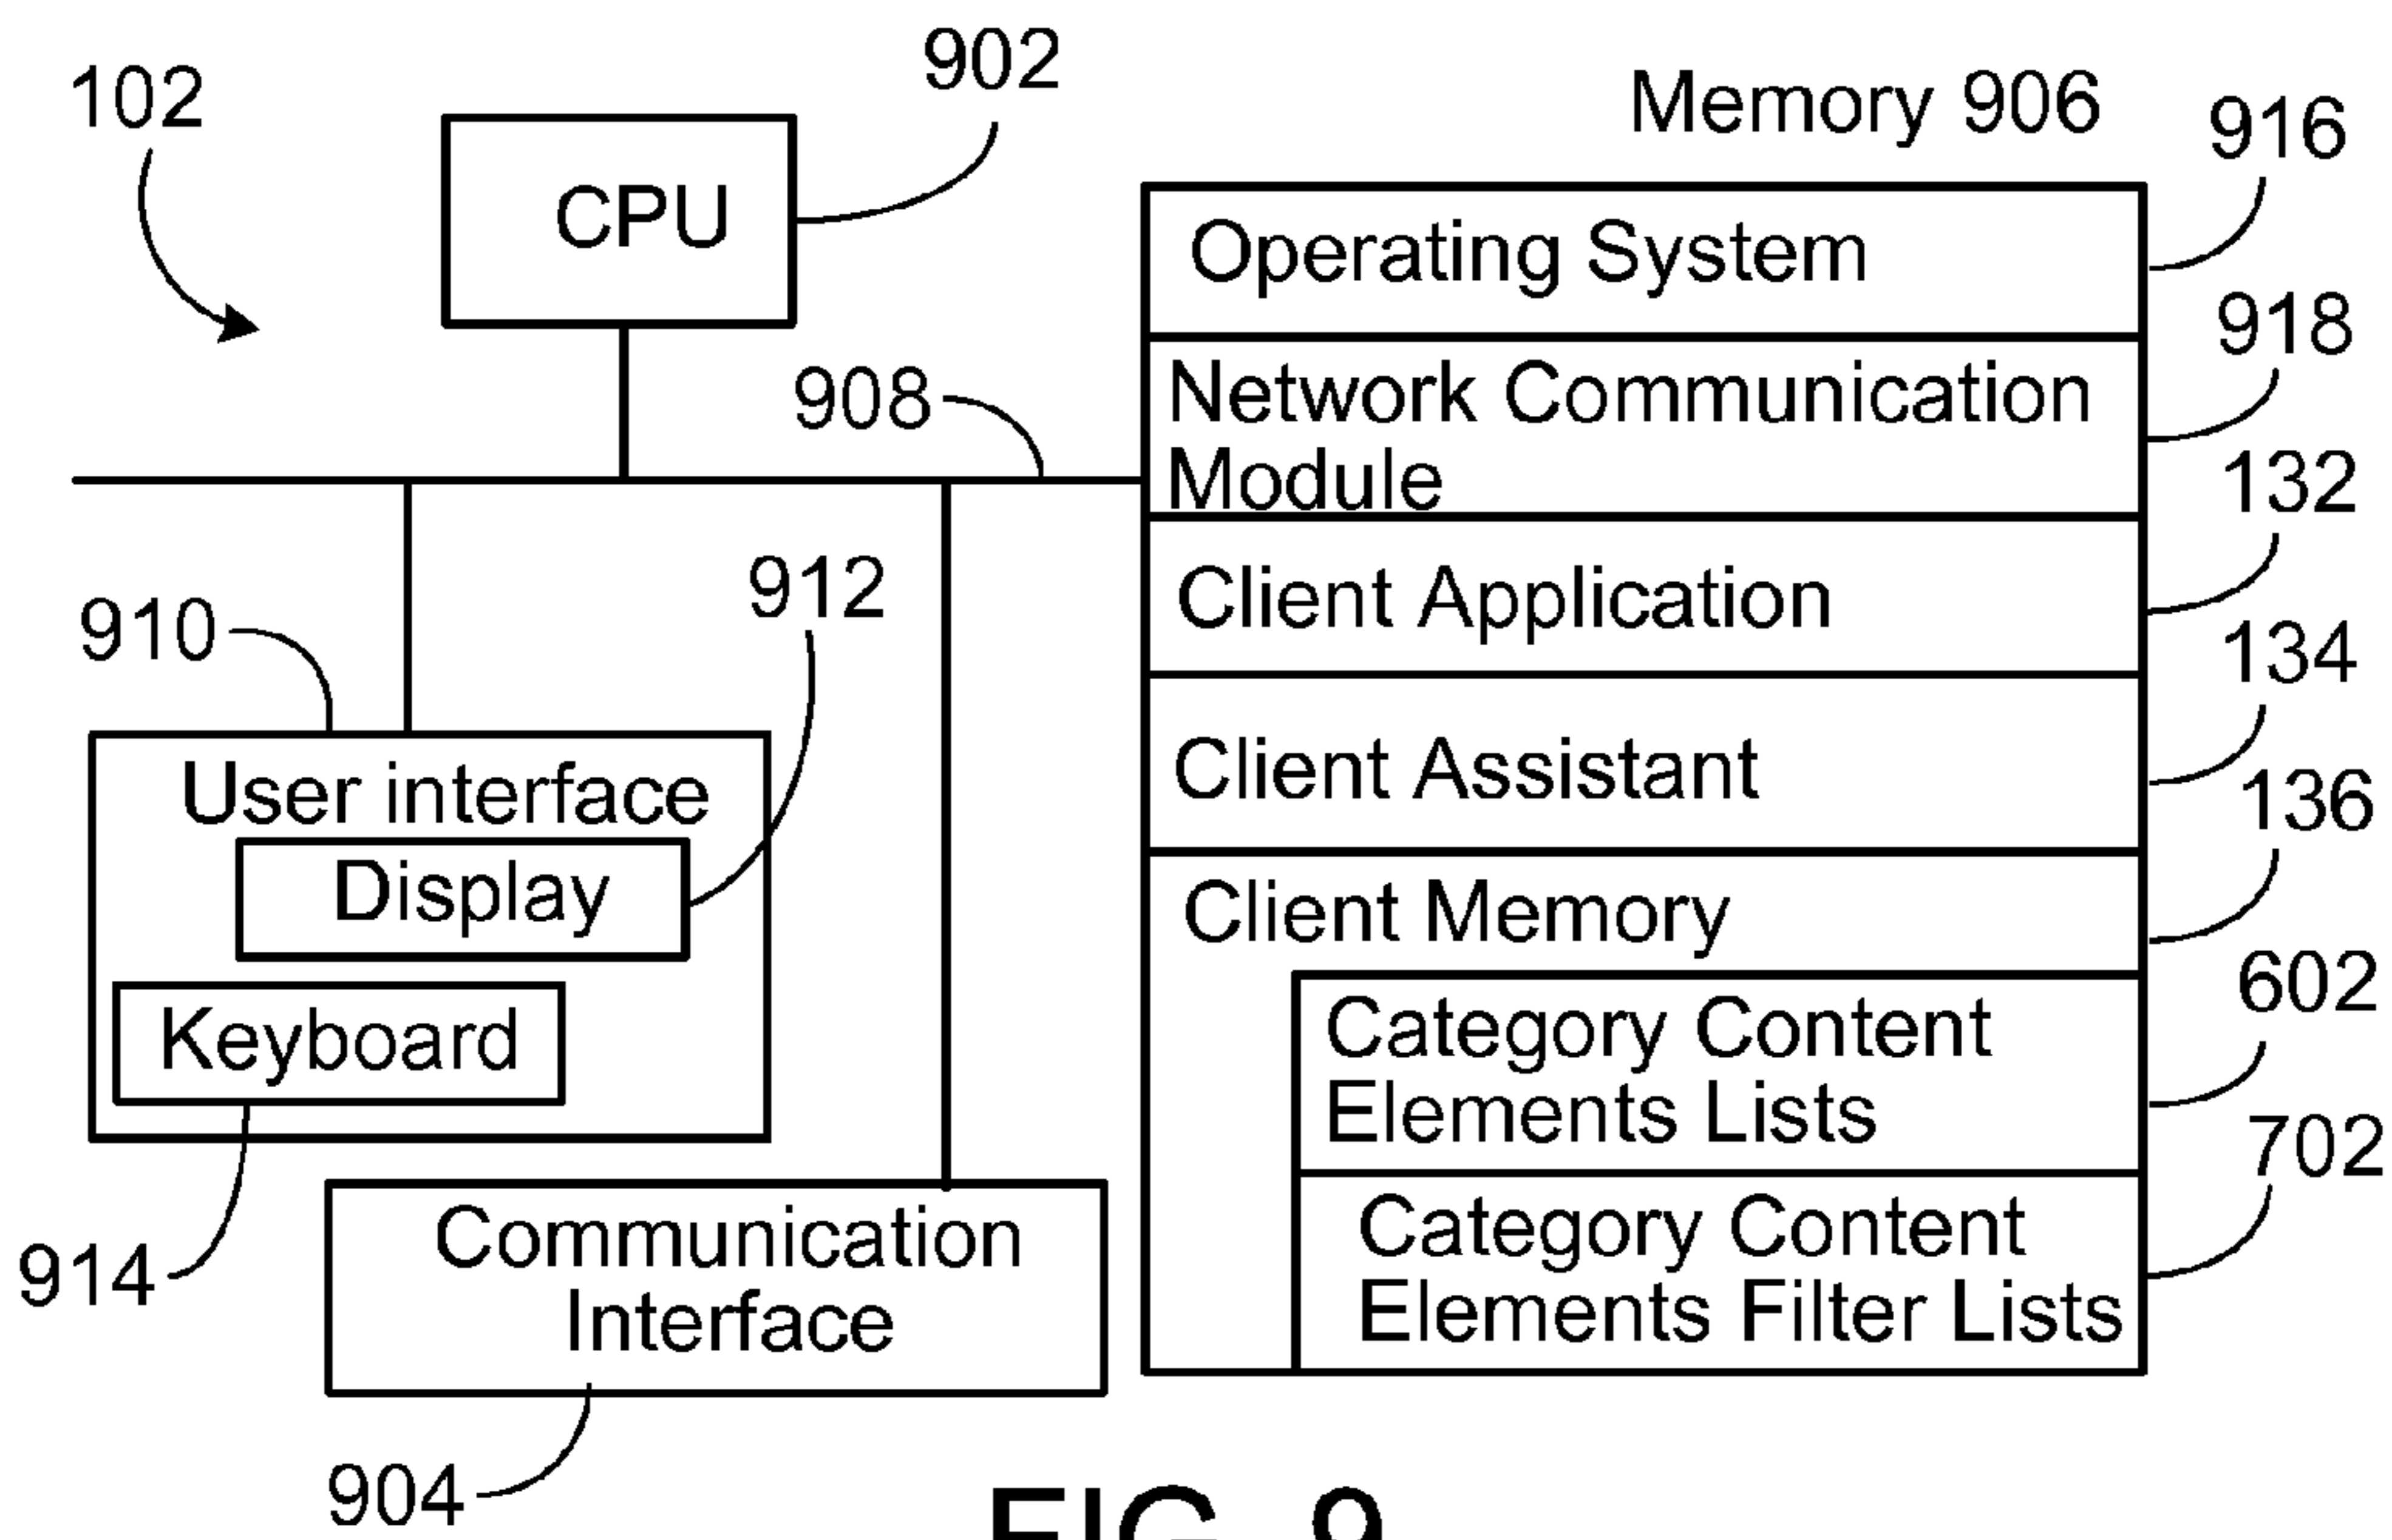 102
902
CPU
Memory 906
916
Operating System
918
908
Network Communication
Module
132
Client Application
912
910
134
Client Assistant
User interface
Display
136
Client Memory
Keyboard
602
Category Content
Elements Lists
702
Communication
Interface
Category Content
Elements Filter Lists
914
904
FIG. 9